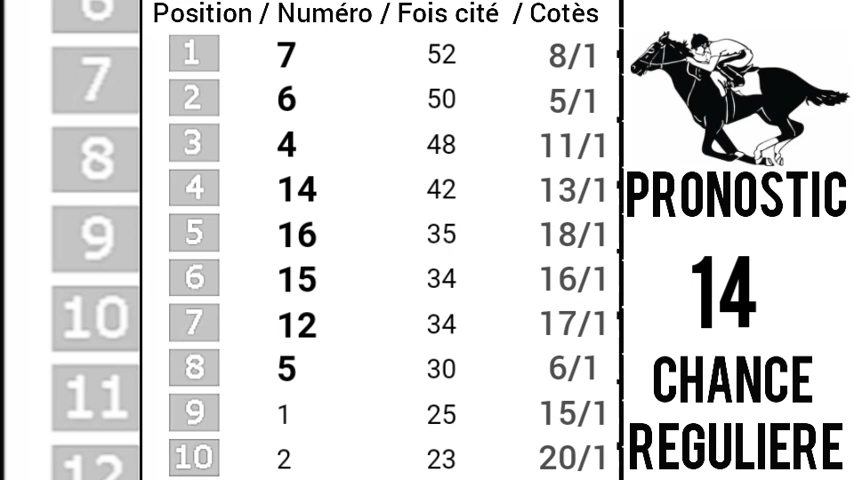 6
7
8
9
10
11
12
Position / Numéro / Fois cité / Cotès
1 7 52 8/1
2 6 50 5/1
3 4 48 11/1
4 14 42 13/1
5 16 35 18/1
6 15 34 16/1
7 12 34 17/1
8 5 30 6/1
9 1 25 15/1
10 2 23 20/1
PRONOSTIC
14
CHANCE
REGULIERE